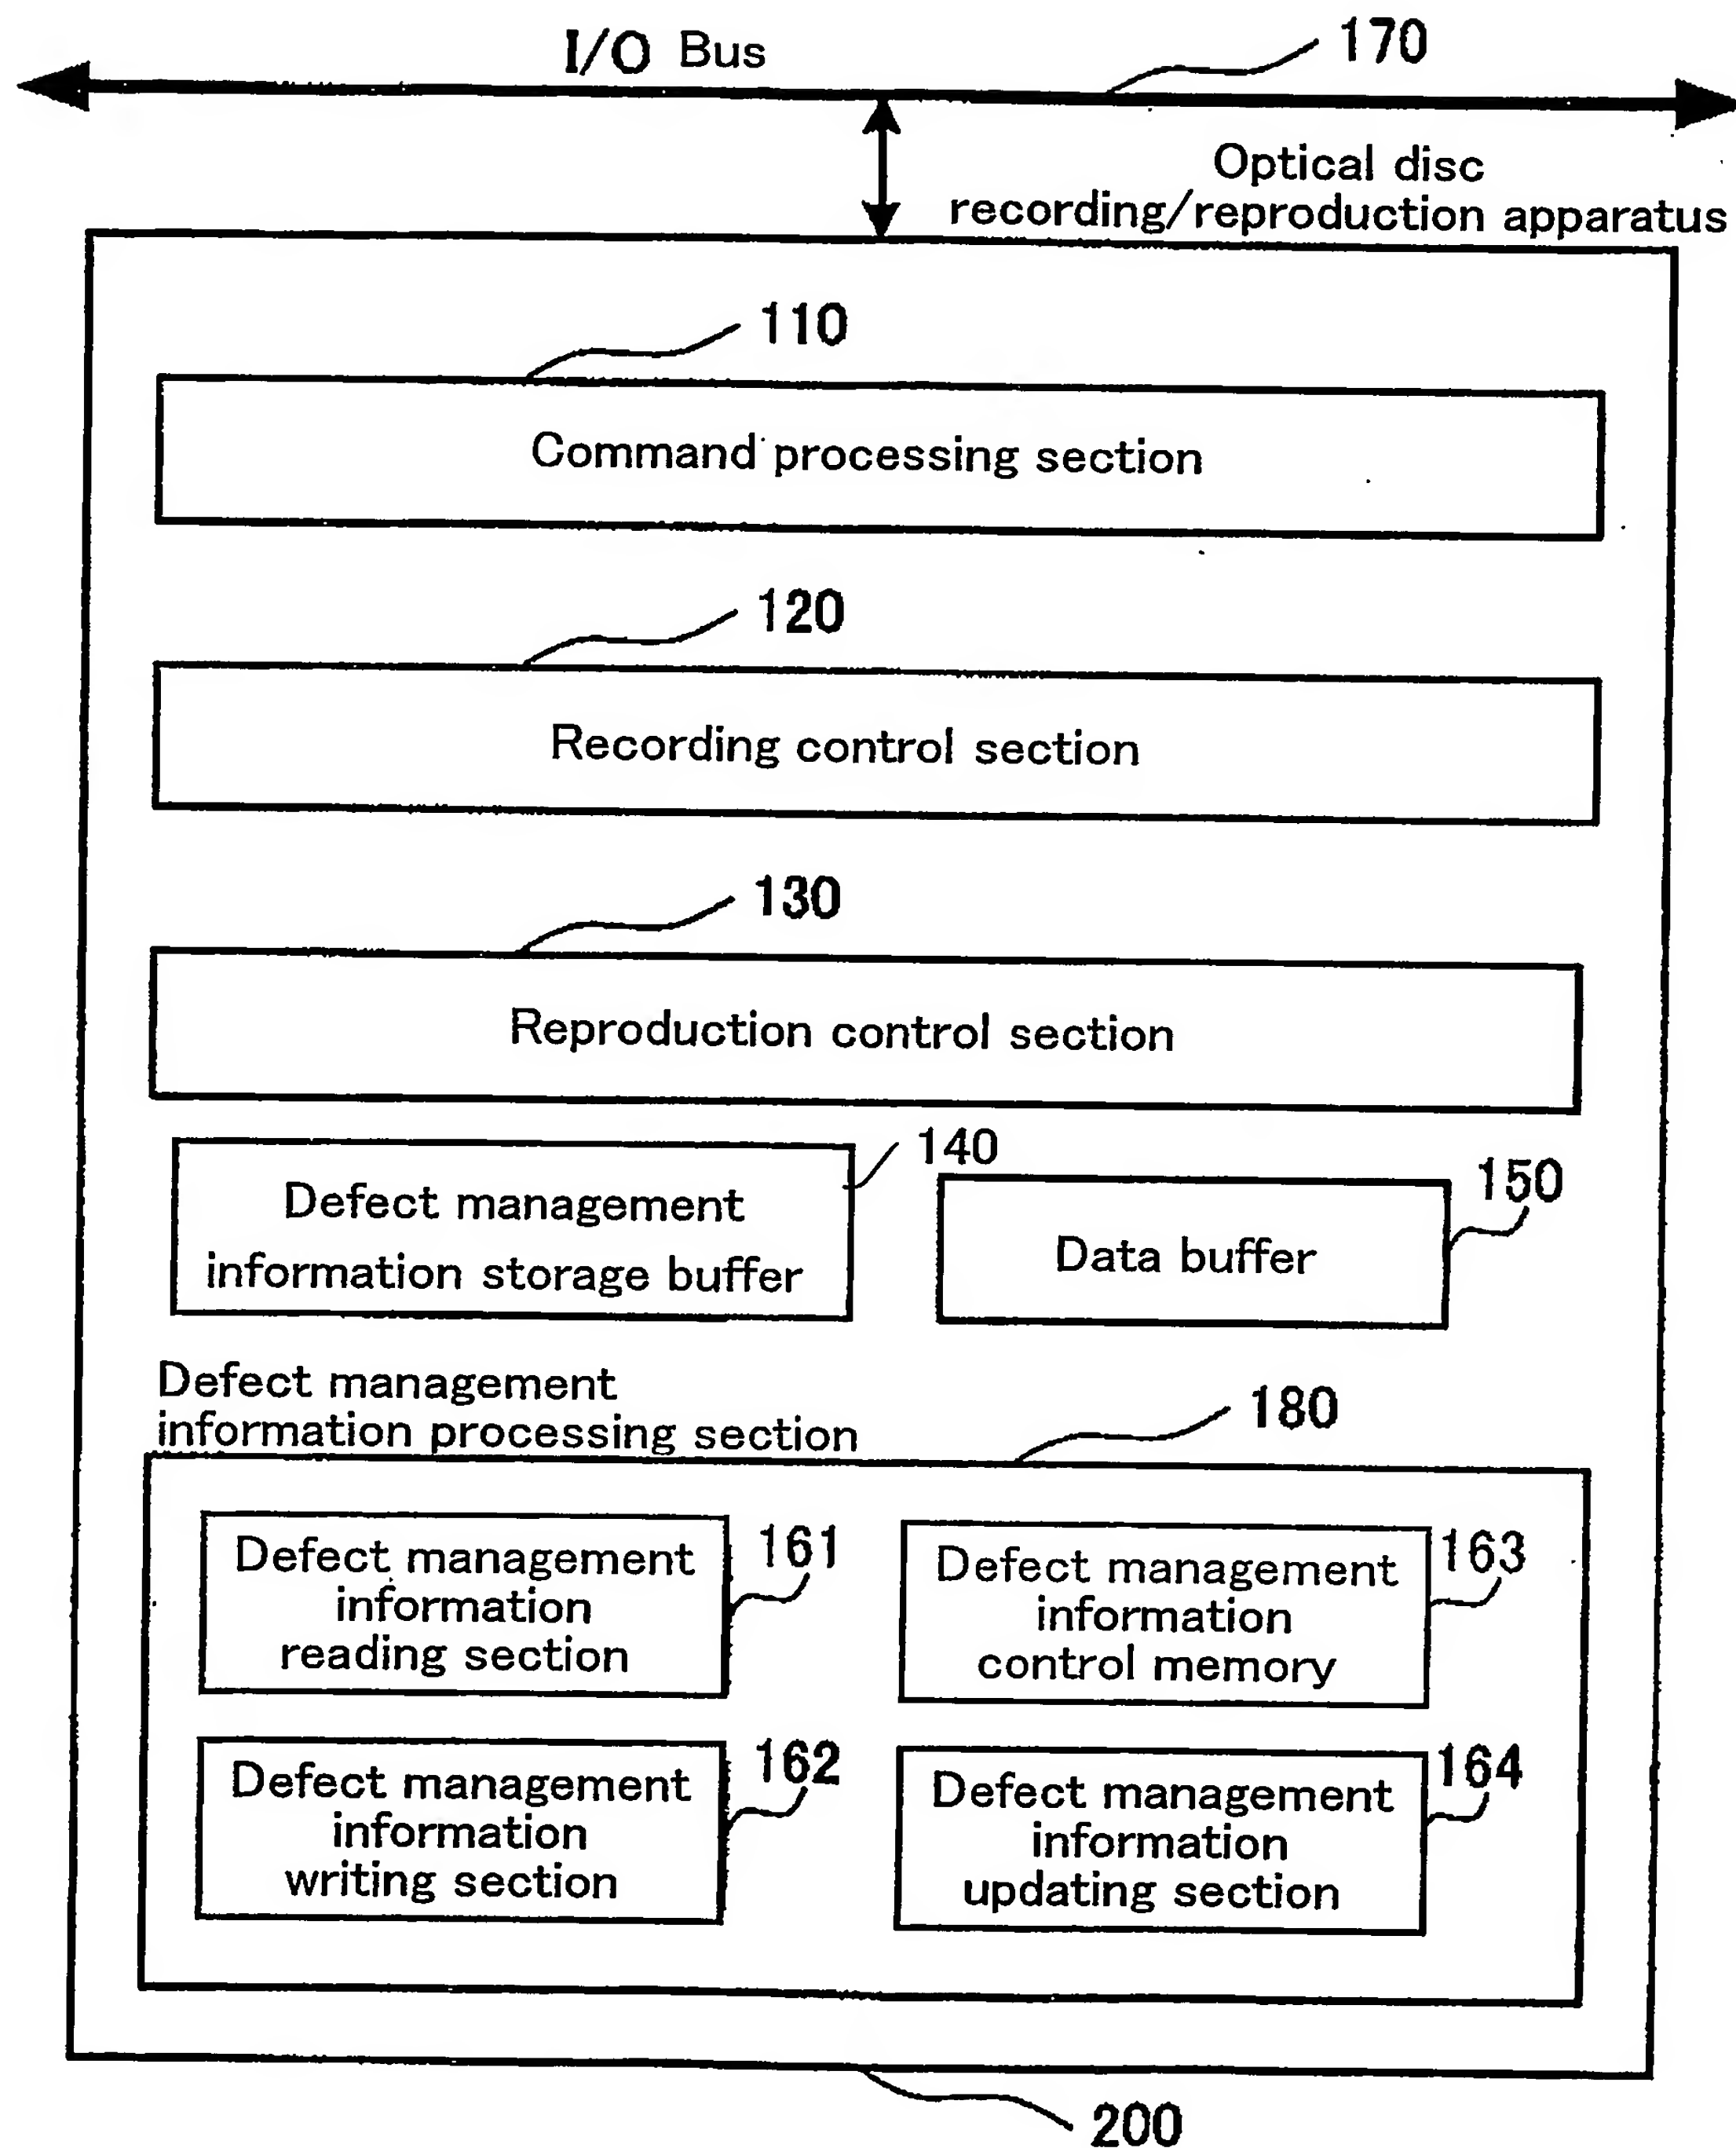 I/O Bus
170
Optical disc
recording/reproduction apparatus
110
Command processing section
120
Recording control section
130
Reproduction control section
140
Defect management
information storage buffer
150
Data buffer
Defect management
information processing section
180
Defect management
information
reading section
161
Defect management
information
control memory
163
Defect management
information
writing section
162
Defect management
information
updating section
164
200